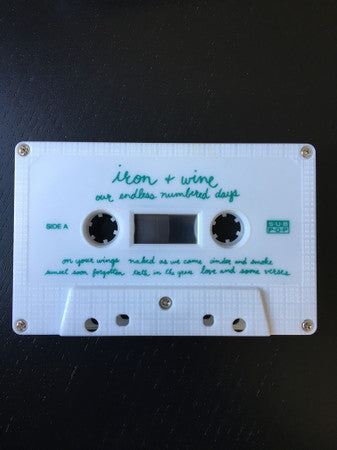 iron + wine
our endless numbered days
SIDE A
SUB
POP
on your wings naked as we came cinder and smoke
sunset soon forgotten teeth in the grass love and some verses